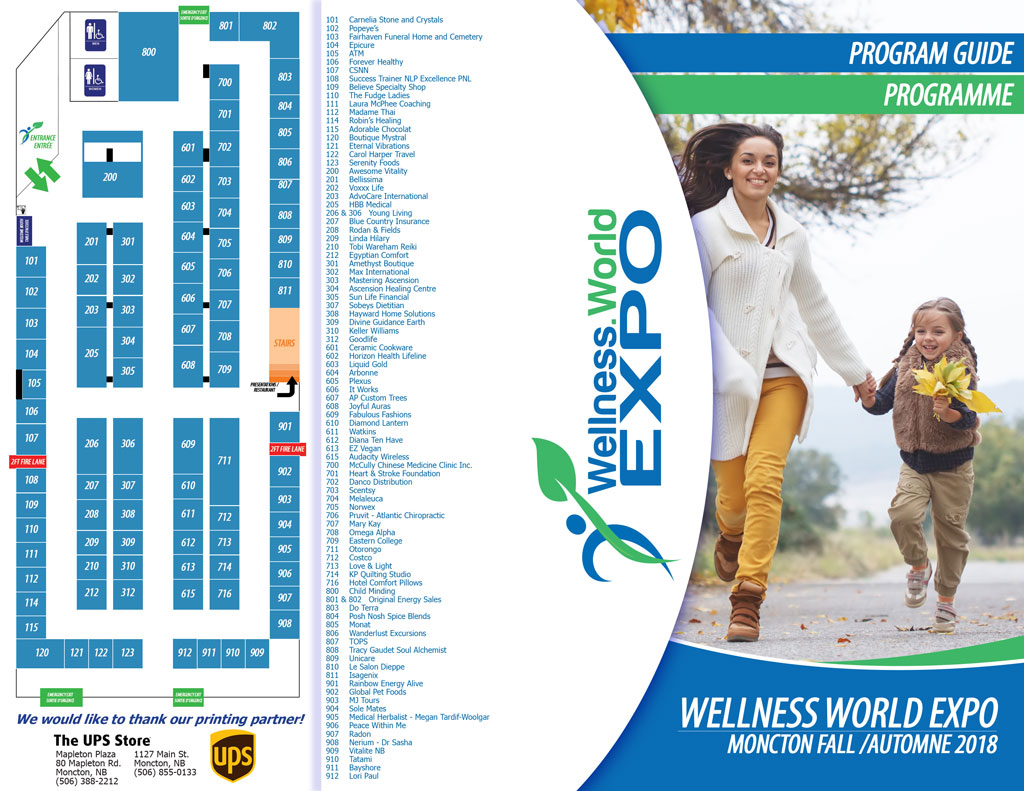 EMERGENCY EXIT
SORTIE D'URGENCE
MEN
WOMEN
800
801
802
700
803
701
804
805
ENTRANCE
ENTRÉE
601
702
806
200
602
703
807
603
704
808
201
301
604
705
809
101
202
302
605
706
810
102
203
303
606
707
811
103
304
607
708
STAIRS
104
205
305
608
709
105
PRESENTATIONS /
RESTAURANT
106
901
107
206
306
609
711
2FT FIRE LANE
2FT FIRE LANE
108
207
307
610
902
109
208
308
611
712
903
110
904
209
309
612
713
111
905
210
310
613
714
112
906
212
312
615
716
114
907
115
908
120
121
122
123
912
911
910
909
EMERGENCY EXIT
SORTIE D'URGENCE
EMERGENCY EXIT
SORTIE D'URGENCE
We would like to thank our printing partner!
The UPS Store
Mapleton Plaza
80 Mapleton Rd.
Moncton, NB
(506) 388-2212
1127 Main St.
Moncton, NB
(506) 855-0133
ups
101 Carnelia Stone and Crystals
102 Popeye's
103 Fairhaven Funeral Home and Cemetery
104 Epicure
105 ATM
106 Forever Healthy
107 CSNN
108 Success Trainer NLP Excellence PNL
109 Believe Specialty Shop
110 The Fudge Ladies
111 Laura McPhee Coaching
112 Madame Thai
114 Robin's Healing
115 Adorable Chocolat
120 Boutique Mystral
121 Eternal Vibrations
122 Carol Harper Travel
123 Serenity Foods
200 Awesome Vitality
201 Bellissima
202 Voxxx Life
203 AdvoCare International
205 HBB Medical
206 & 306 Young Living
207 Blue Country Insurance
208 Rodan & Fields
209 Linda Hilary
210 Tobi Wareham Reiki
212 Egyptian Comfort
301 Amethyst Boutique
302 Max International
303 Mastering Ascension
304 Ascension Healing Centre
305 Sun Life Financial
307 Sobeys Dietitian
308 Hayward Home Solutions
309 Divine Guidance Earth
310 Keller Williams
312 Goodlife
601 Ceramic Cookware
602 Horizon Health Lifeline
603 Liquid Gold
604 Arbonne
605 Plexus
606 It Works
607 AP Custom Trees
608 Joyful Auras
609 Fabulous Fashions
610 Diamond Lantern
611 Watkins
612 Diana Ten Have
613 EZ Vegan
615 Audacity Wireless
700 McCully Chinese Medicine Clinic Inc.
701 Heart & Stroke Foundation
702 Danco Distribution
703 Scentsy
704 Melaleuca
705 Norwex
706 Pruvit - Atlantic Chiropractic
707 Mary Kay
708 Omega Alpha
709 Eastern College
711 Otorongo
712 Costco
713 Love & Light
714 KP Quilting Studio
716 Hotel Comfort Pillows
800 Child Minding
801 & 802 Original Energy Sales
803 Do Terra
804 Posh Nosh Spice Blends
805 Monat
806 Wanderlust Excursions
807 TOPS
808 Tracy Gaudet Soul Alchemist
809 Unicare
810 Le Salon Dieppe
811 Isagenix
901 Rainbow Energy Alive
902 Global Pet Foods
903 MJ Tours
904 Sole Mates
905 Medical Herbalist - Megan Tardif-Woolgar
906 Peace Within Me
907 Radon
908 Nerium - Dr Sasha
909 Vitalite NB
910 Tatami
911 Bayshore
912 Lori Paul
Wellness.World
EXPO
PROGRAM GUIDE
PROGRAMME
WELLNESS WORLD EXPO
MONCTON FALL /AUTOMNE 2018